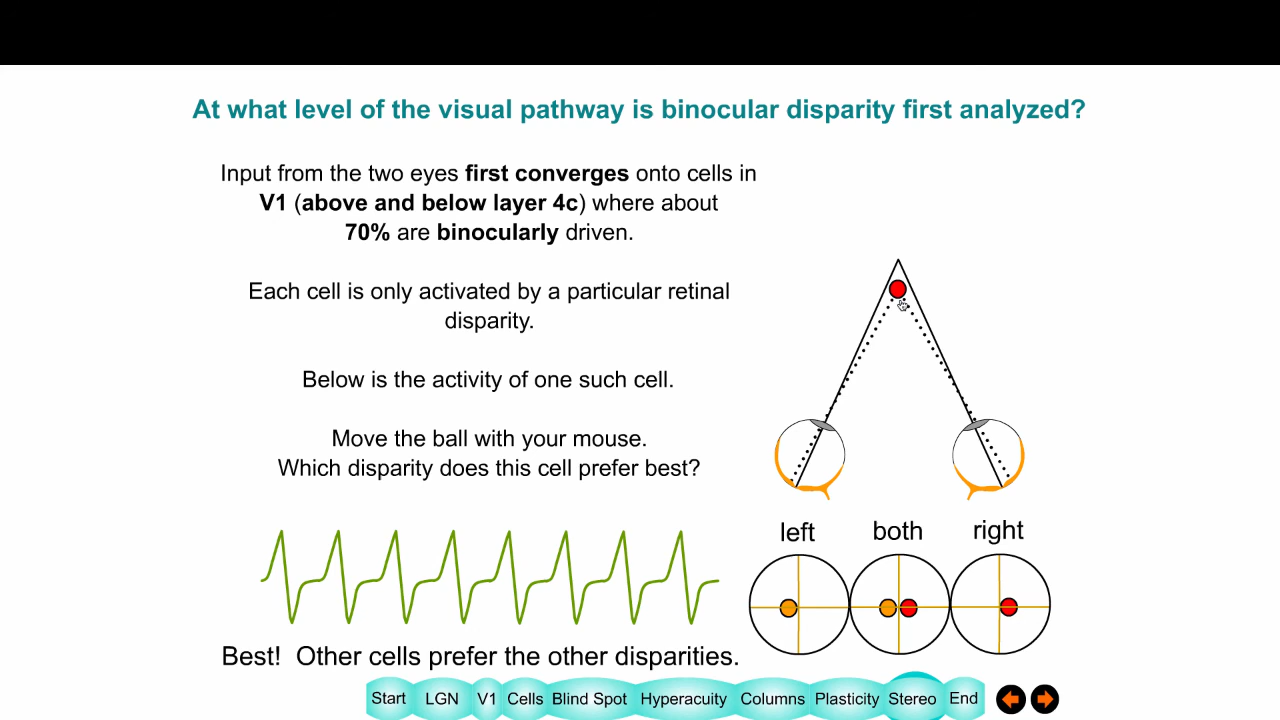 At what level of the visual pathway is binocular disparity first analyzed?
Input from the two eyes first converges onto cells in
V1 (above and below layer 4c) where about
70% are binocularly driven.
Each cell is only activated by a particular retinal
disparity.
Below is the activity of one such cell.
Move the ball with your mouse.
Which disparity does this cell prefer best?
left both right
Best! Other cells prefer the other disparities.
Start LGN V1 Cells Blind Spot Hyperacuity Columns Plasticity Stereo End